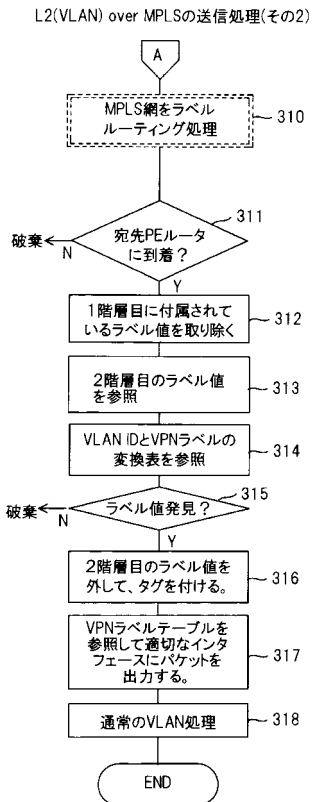 L2(VLAN) over MPLSの送信処理(その2)
A
MPLS網をラベル
ルーティング処理
310
311
宛先PEルータ
に到着?
破棄
N
Y
1階層目に付属されて
いるラベル値を取り除く
312
2階層目のラベル値
を参照
313
VLAN IDとVPNラベルの
変換表を参照
314
315
ラベル値発見?
破棄
N
Y
2階層目のラベル値を
外して、タグを付ける。
316
VPNラベルテーブルを
参照して適切なインタ
フェースにパケットを
出力する。
317
通常のVLAN処理
318
END